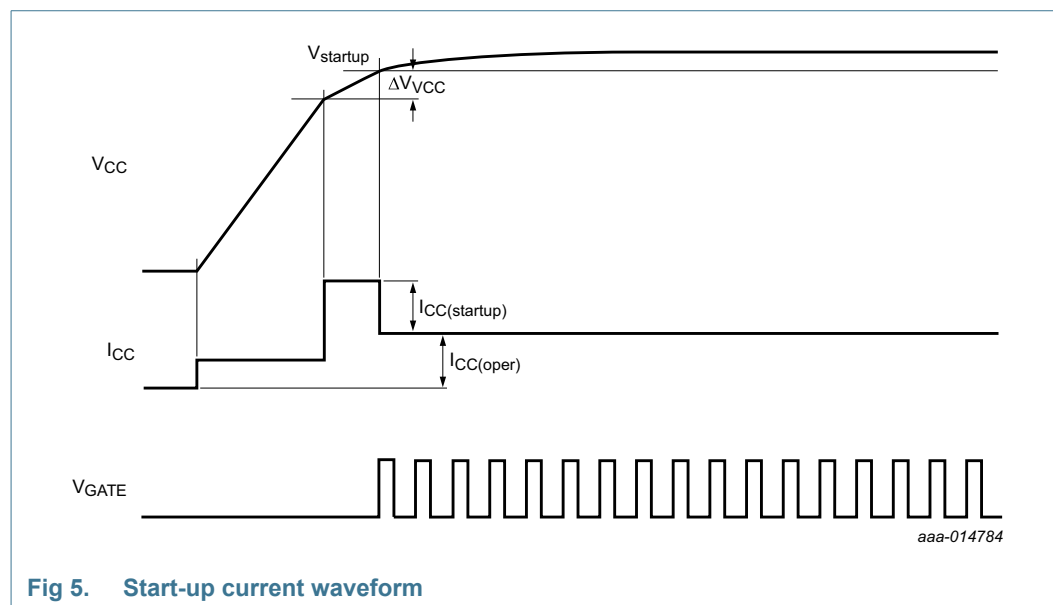 Vstartup
ΔVVCC
VCC
ICC(startup)
ICC
ICC(oper)
VGATE
aaa-014784
Fig 5. Start-up current waveform